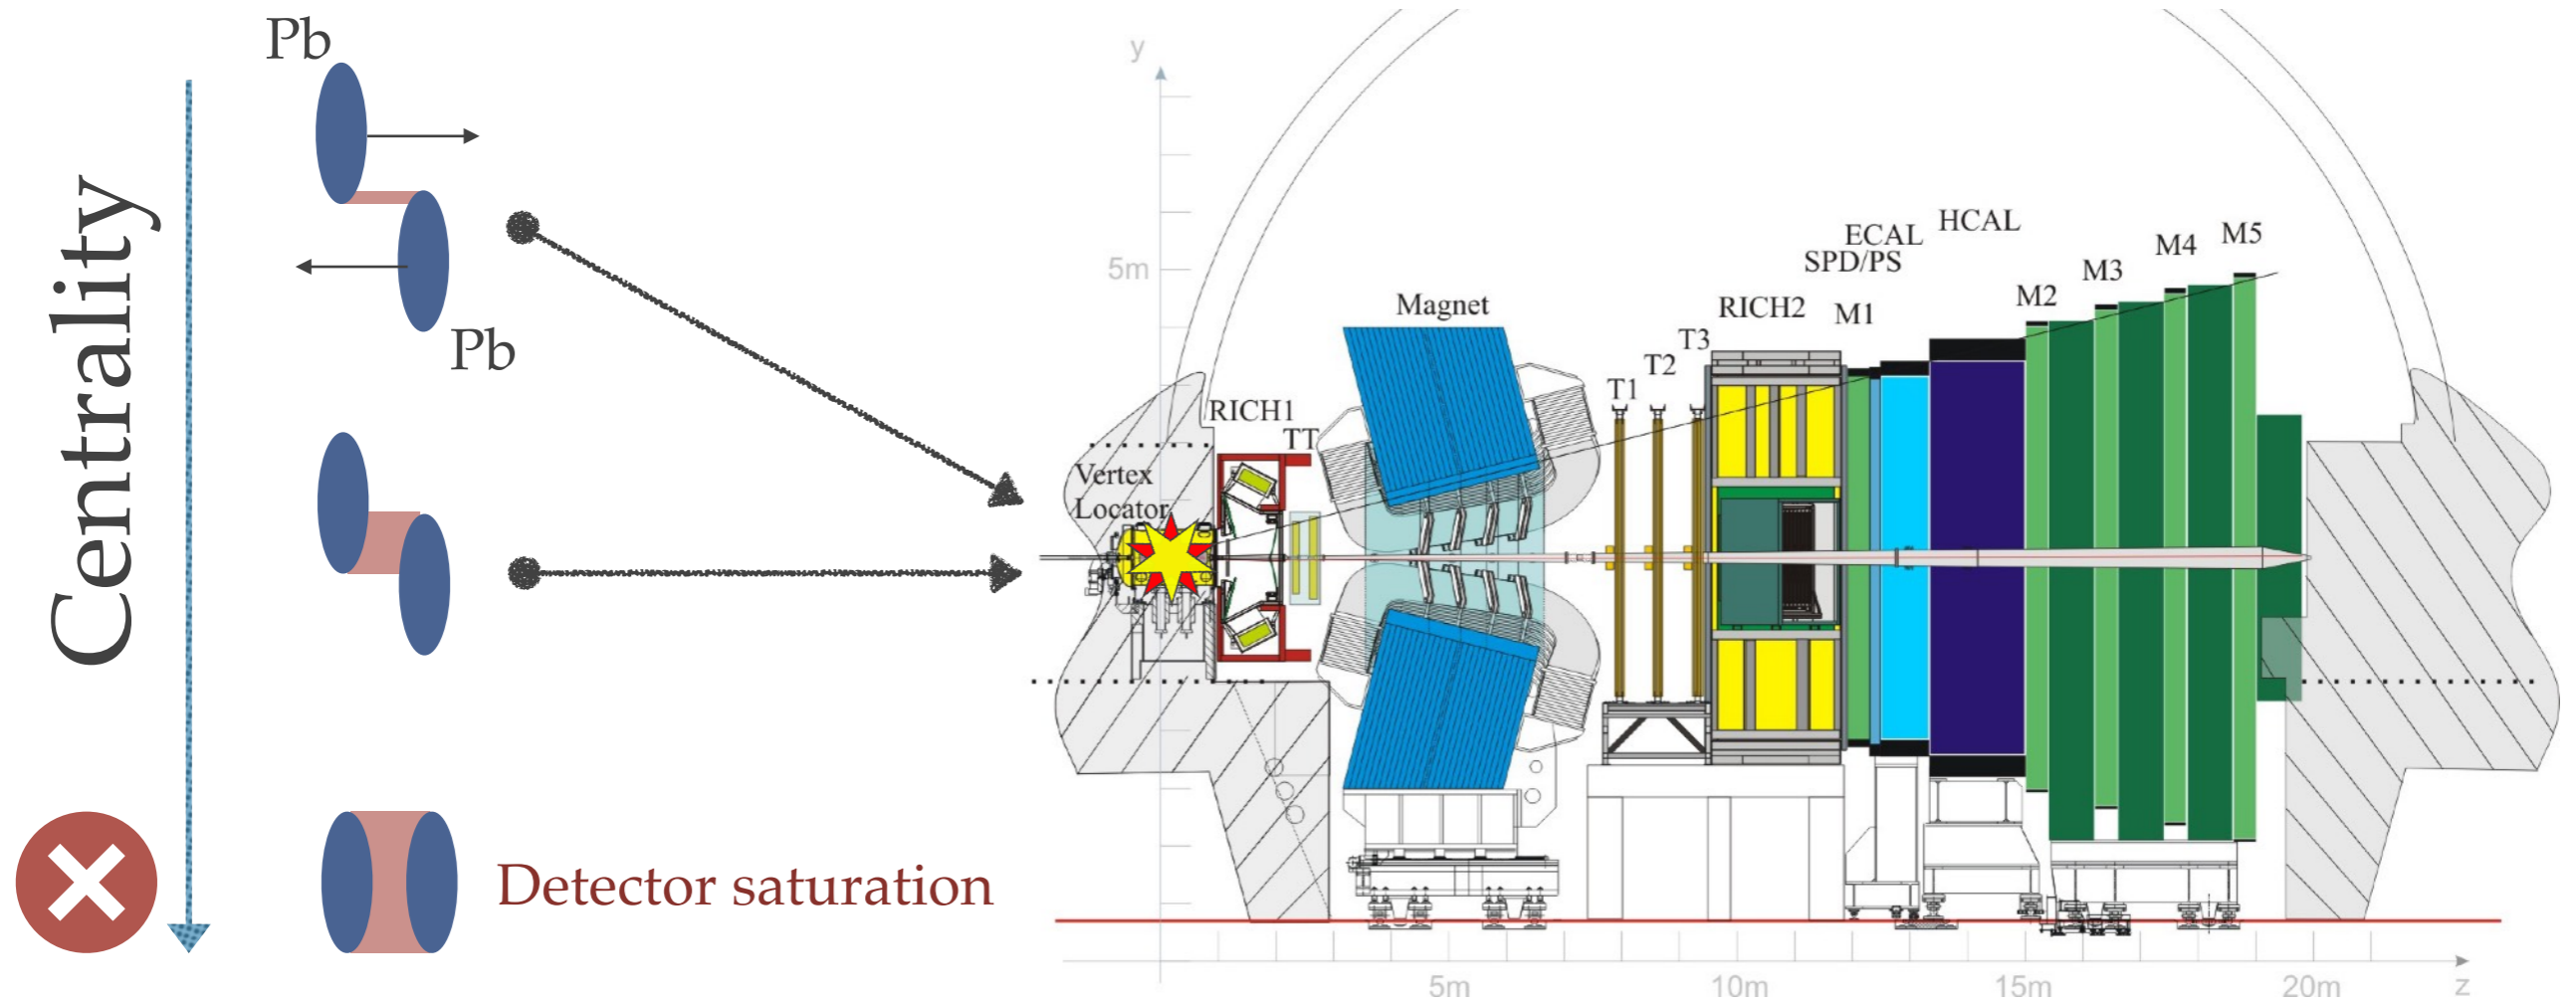 Pb
Pb
Centrality
Detector saturation
y
5m
Vertex
Locator
RICH1
TT
Magnet
T1
T2
T3
RICH2
M1
SPD/PS
ECAL
HCAL
M2
M3
M4
M5
5m
10m
15m
20m
z